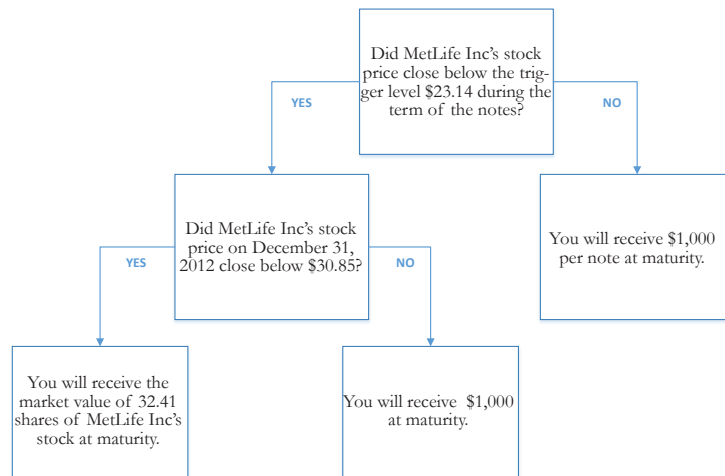 Did MetLife Inc's stock
price close below the trig-
ger level $23.14 during the
term of the notes?
YES
NO
Did MetLife Inc's stock
price on December 31,
2012 close below $30.85?
You will receive $1,000
per note at maturity.
YES
NO
You will receive the
market value of 32.41
shares of MetLife Inc's
stock at maturity.
You will receive $1,000
at maturity.